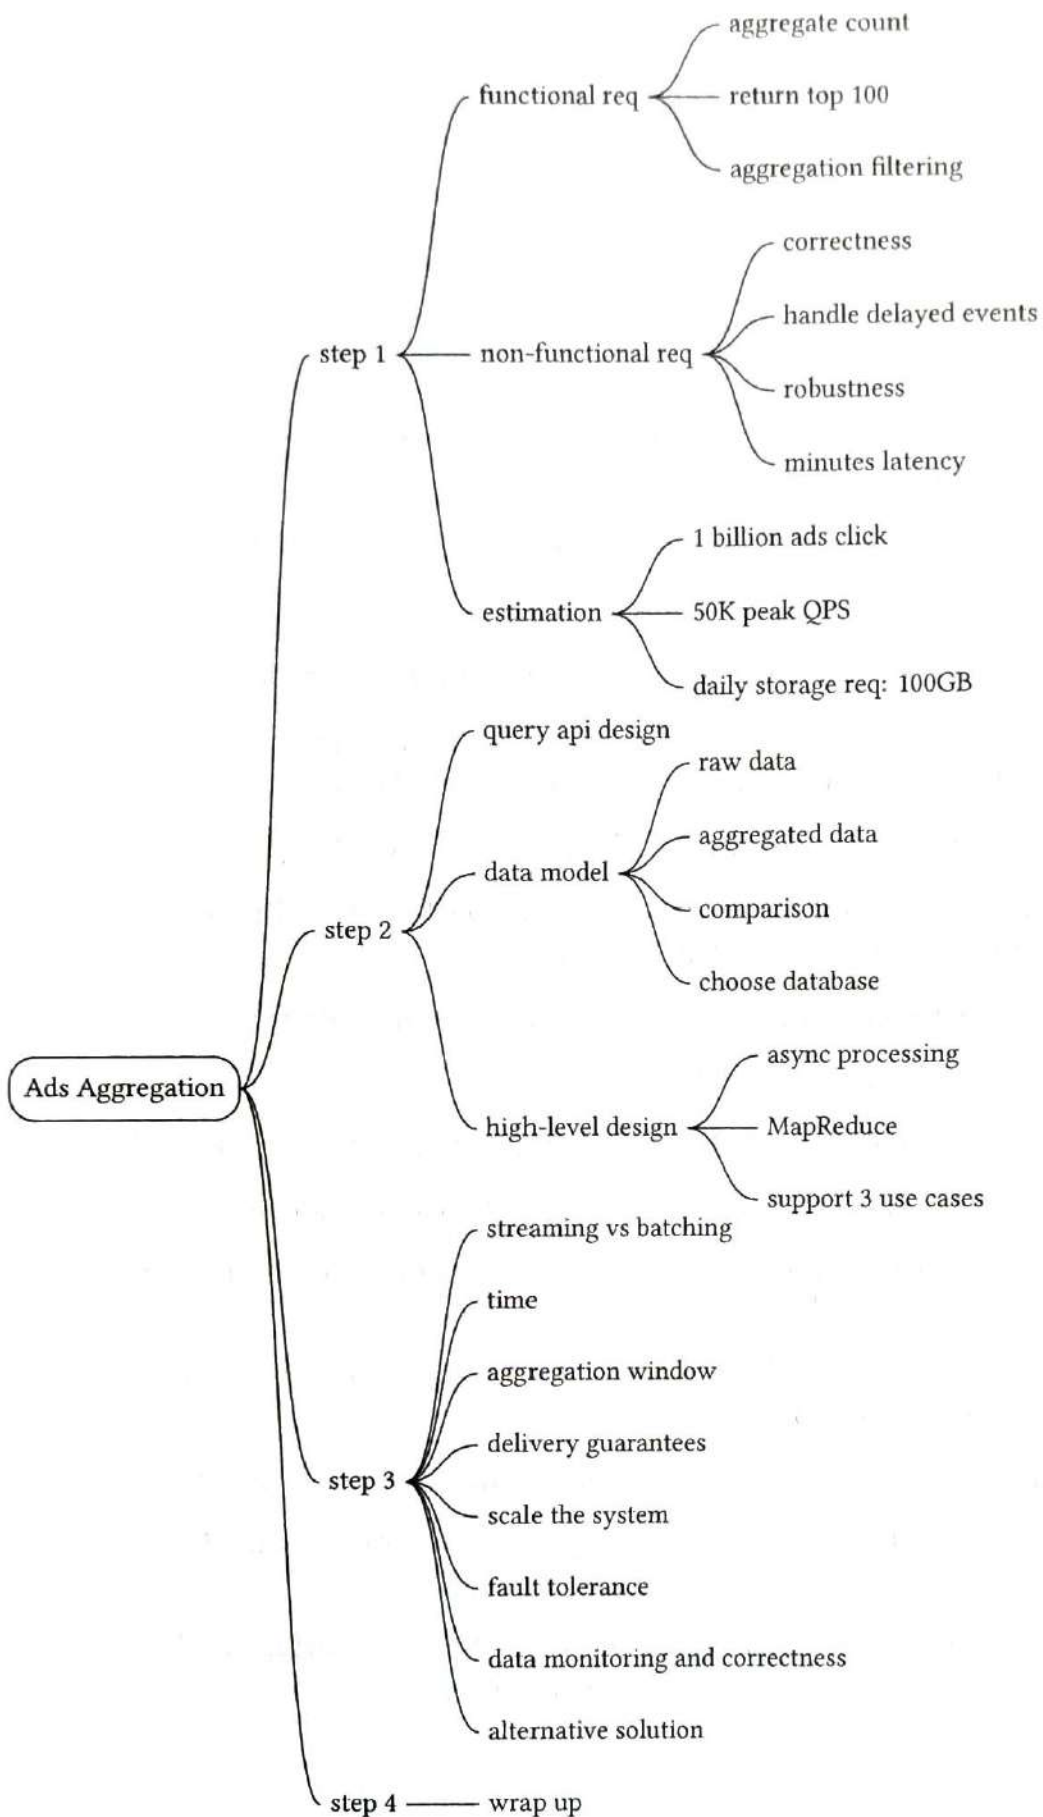 Ads Aggregation
step 1
functional req
aggregate count
return top 100
aggregation filtering
non-functional req
correctness
handle delayed events
robustness
minutes latency
estimation
1 billion ads click
50K peak QPS
daily storage req: 100GB
step 2
query api design
data model
raw data
aggregated data
comparison
choose database
high-level design
async processing
MapReduce
support 3 use cases
step 3
streaming vs batching
time
aggregation window
delivery guarantees
scale the system
fault tolerance
data monitoring and correctness
alternative solution
step 4
wrap up